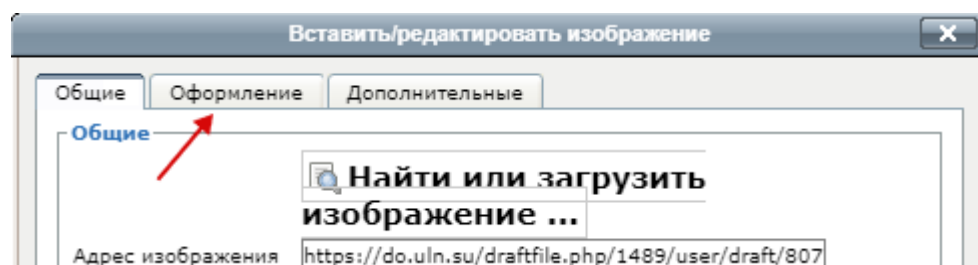 Вставить/редактировать изображение
Общие Оформление Дополнительные
Общие
Найти или загрузить
изображение ...
Адрес изображения https://do.uln.su/draftfile.php/1489/user/draft/807